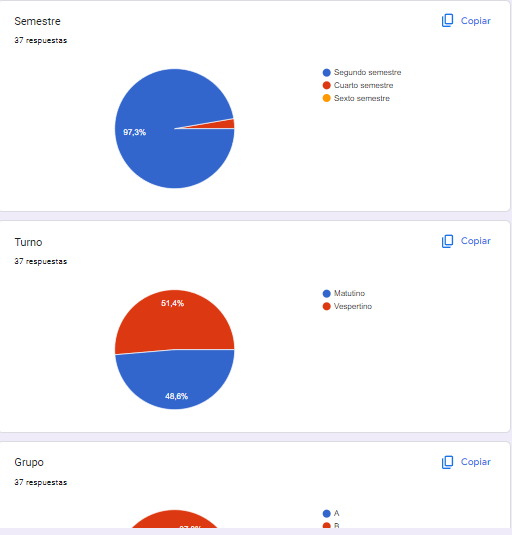 Semestre
Copiar
37 respuestas
Segundo semestre
Cuarto semestre
Sexto semestre
97,3%
Turno
Copiar
37 respuestas
Matutino
Vespertino
51,4%
48,6%
Grupo
Copiar
37 respuestas
A
B